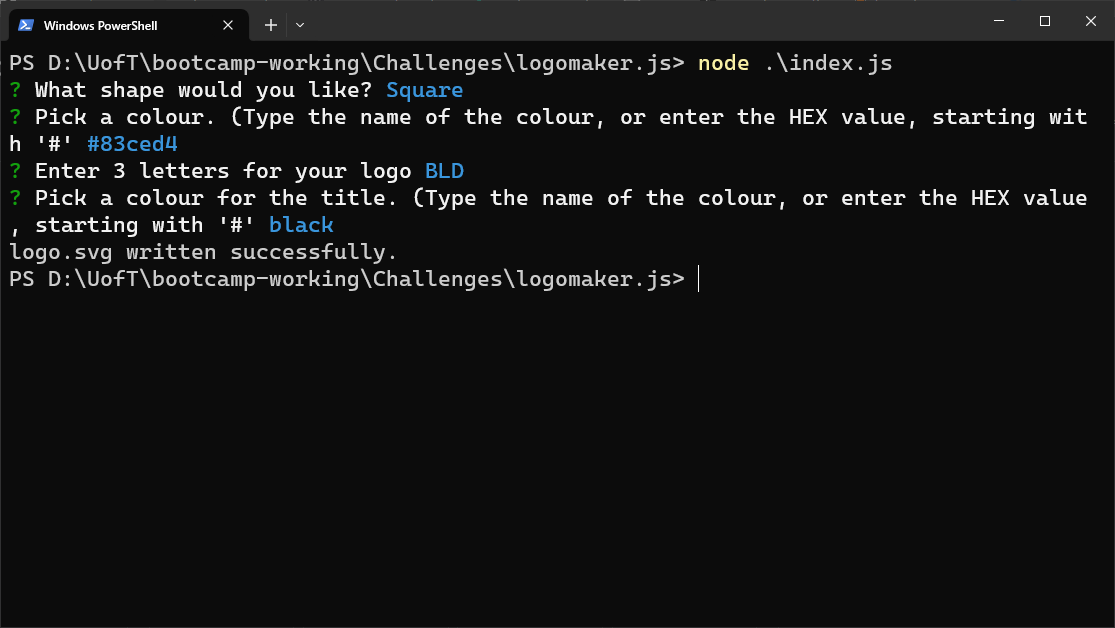 Windows PowerShell
PS D:\UofT\bootcamp-working\Challenges\logomaker.js> node .\index.js
? What shape would you like? Square
? Pick a colour. (Type the name of the colour, or enter the HEX value, starting wit
h '#' #83ced4
? Enter 3 letters for your logo BLD
? Pick a colour for the title. (Type the name of the colour, or enter the HEX value
, starting with '#' black
logo.svg written successfully.
PS D:\UofT\bootcamp-working\Challenges\logomaker.js>